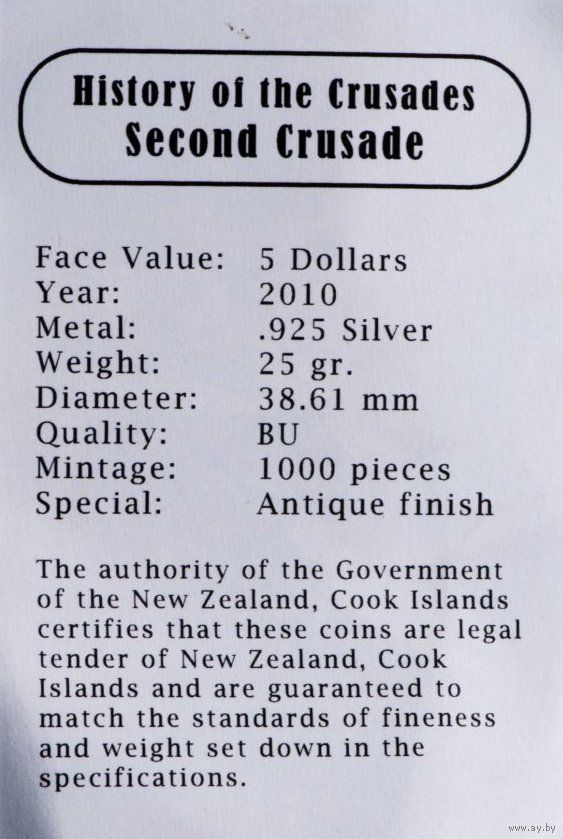 History of the Crusades
Second Crusade
Face Value: 5 Dollars
Year: 2010
Metal: .925 Silver
Weight: 25 gr.
Diameter: 38.61 mm
Quality: BU
Mintage: 1000 pieces
Special: Antique finish
The authority of the Government
of the New Zealand, Cook Islands
certifies that these coins are legal
tender of New Zealand, Cook
Islands and are guaranteed to
match the standards of fineness
and weight set down in the
specifications.
www.ay.by